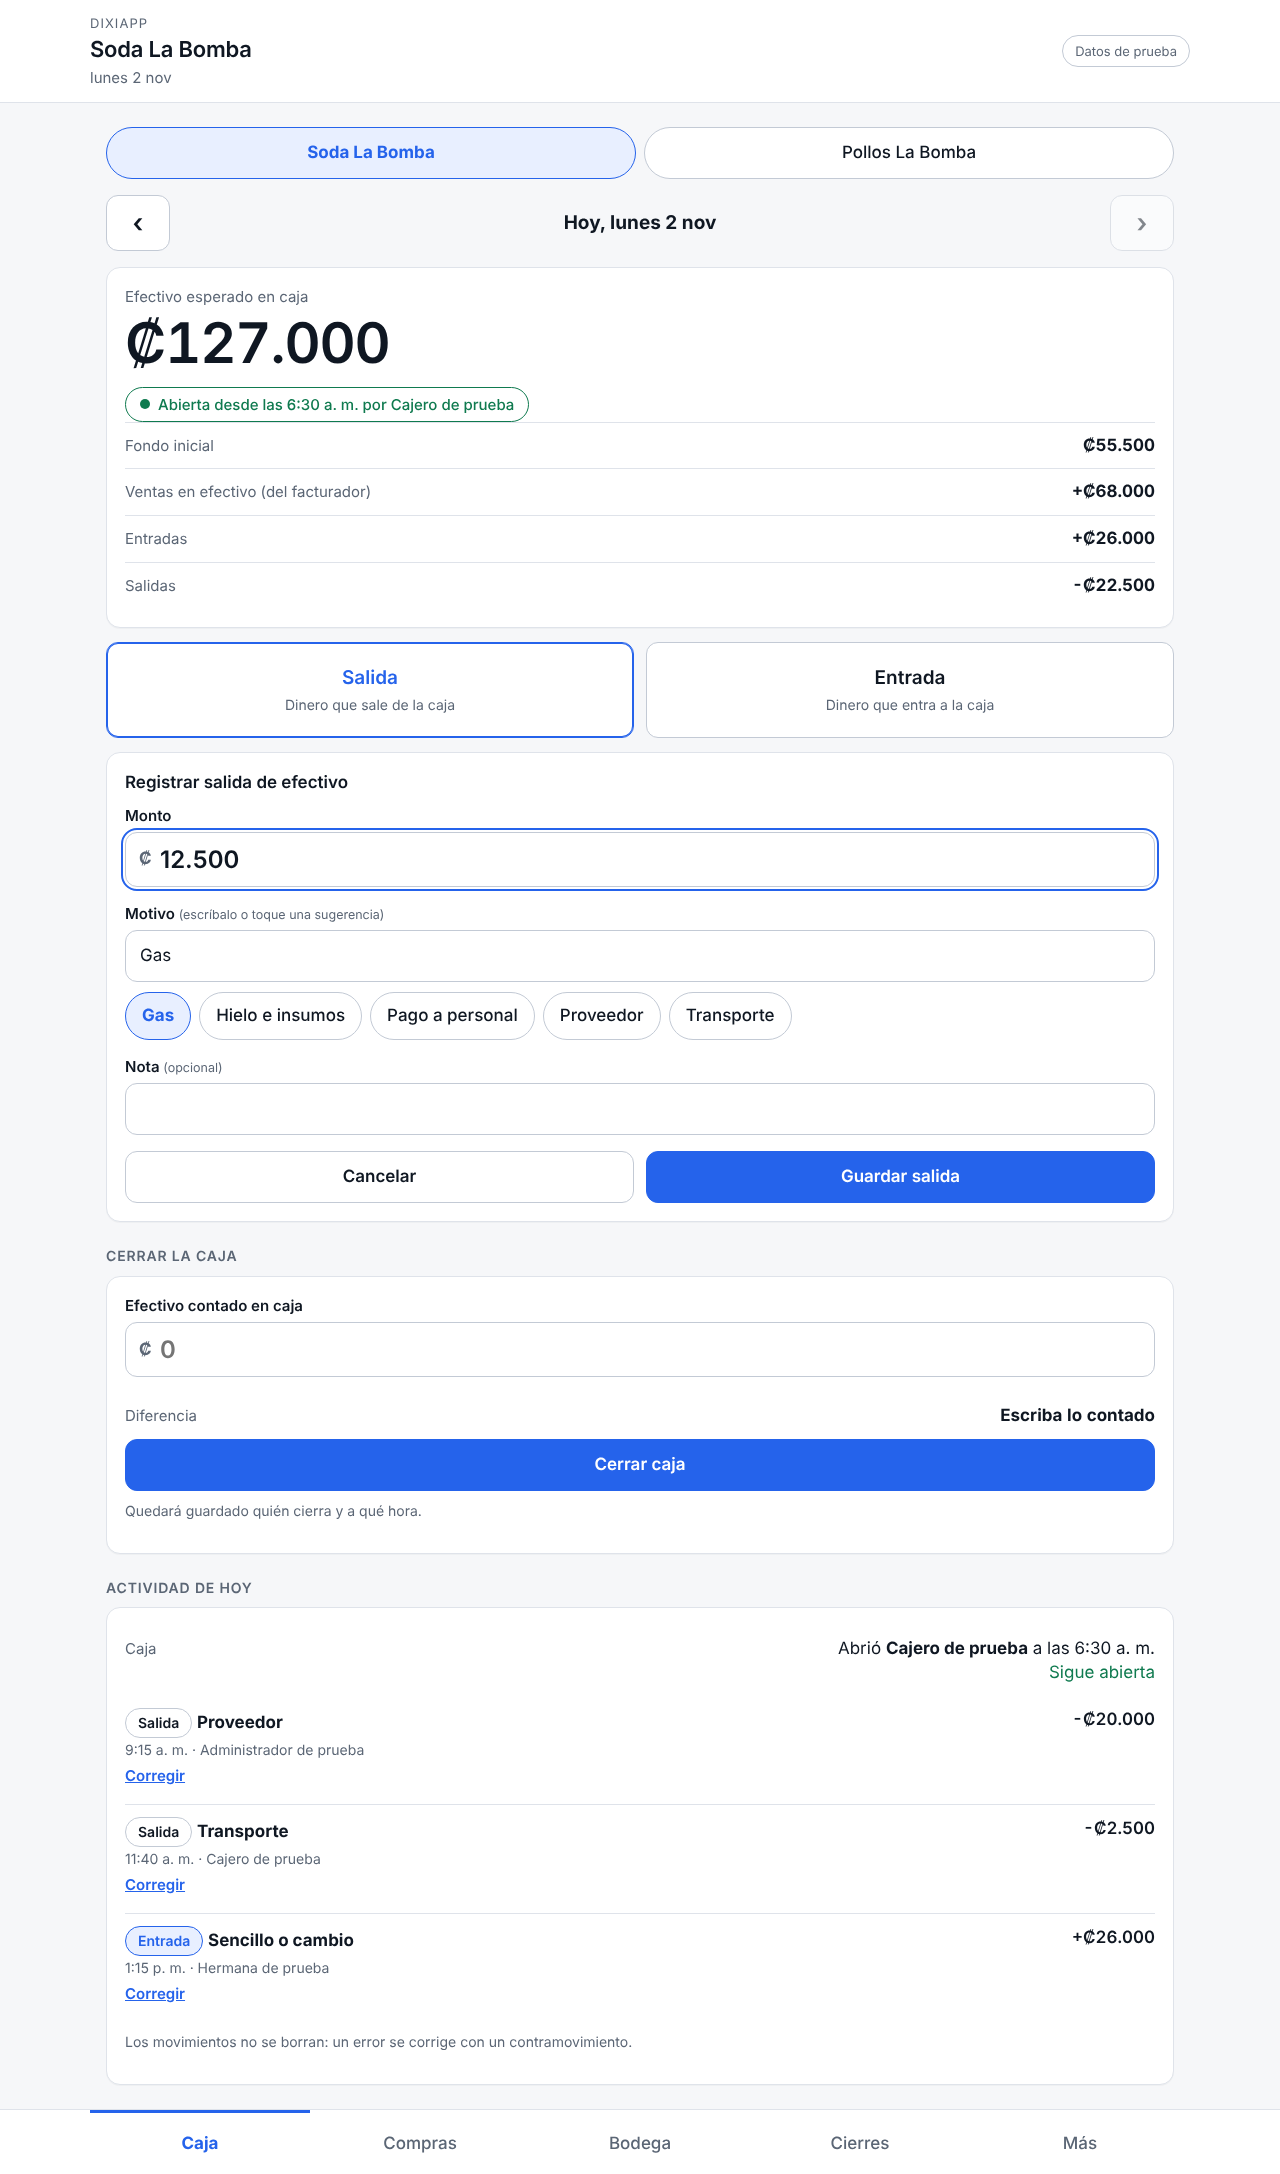 DIXIAPP
Soda La Bomba
lunes 2 nov
Datos de prueba
Soda La Bomba
Pollos La Bomba
‹
Hoy, lunes 2 nov
›
Efectivo esperado en caja
₡127.000
Abierta desde las 6:30 a. m. por Cajero de prueba
Fondo inicial ₡55.500
Ventas en efectivo (del facturador) +₡68.000
Entradas +₡26.000
Salidas -₡22.500
Salida
Dinero que sale de la caja
Entrada
Dinero que entra a la caja
Registrar salida de efectivo
Monto
₡ 12.500
Motivo (escríbalo o toque una sugerencia)
Gas
Gas
Hielo e insumos
Pago a personal
Proveedor
Transporte
Nota (opcional)
Cancelar
Guardar salida
CERRAR LA CAJA
Efectivo contado en caja
₡ 0
Diferencia Escriba lo contado
Cerrar caja
Quedará guardado quién cierra y a qué hora.
ACTIVIDAD DE HOY
Caja Abrió Cajero de prueba a las 6:30 a. m.
Sigue abierta
Salida Proveedor -₡20.000
9:15 a. m. · Administrador de prueba
Corregir
Salida Transporte -₡2.500
11:40 a. m. · Cajero de prueba
Corregir
Entrada Sencillo o cambio +₡26.000
1:15 p. m. · Hermana de prueba
Corregir
Los movimientos no se borran: un error se corrige con un contramovimiento.
Caja
Compras
Bodega
Cierres
Más